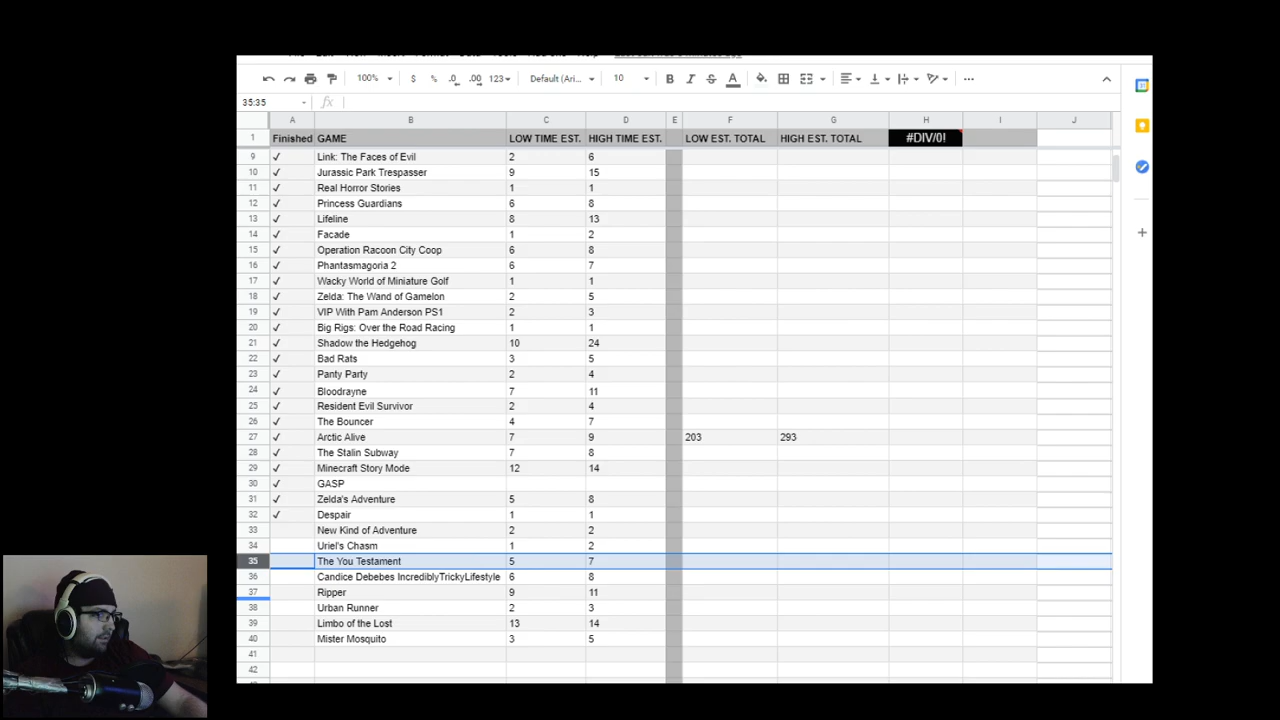 100% $ % .0 .00 123 Default (Ari... 10 B I S A ...
35:35 fx
A B C D E F G H I J
1 Finished GAME LOW TIME EST. HIGH TIME EST. LOW EST. TOTAL HIGH EST. TOTAL #DIV/0!
9 ✓ Link: The Faces of Evil 2 6
10 ✓ Jurassic Park Trespasser 9 15
11 ✓ Real Horror Stories 1 1
12 ✓ Princess Guardians 6 8
13 ✓ Lifeline 8 13
14 ✓ Facade 1 2
15 ✓ Operation Racoon City Coop 6 8
16 ✓ Phantasmagoria 2 6 7
17 ✓ Wacky World of Miniature Golf 1 1
18 ✓ Zelda: The Wand of Gamelon 2 5
19 ✓ VIP With Pam Anderson PS1 2 3
20 ✓ Big Rigs: Over the Road Racing 1 1
21 ✓ Shadow the Hedgehog 10 24
22 ✓ Bad Rats 3 5
23 ✓ Panty Party 2 4
24 ✓ Bloodrayne 7 11
25 ✓ Resident Evil Survivor 2 4
26 ✓ The Bouncer 4 7
27 ✓ Arctic Alive 7 9 203 293
28 ✓ The Stalin Subway 7 8
29 ✓ Minecraft Story Mode 12 14
30 ✓ GASP
31 ✓ Zelda's Adventure 5 8
32 ✓ Despair 1 1
33 New Kind of Adventure 2 2
34 Uriel's Chasm 1 2
35 The You Testament 5 7
36 Candice Debebes IncrediblyTrickyLifestyle 6 8
37 Ripper 9 11
38 Urban Runner 2 3
39 Limbo of the Lost 13 14
40 Mister Mosquito 3 5
41
42